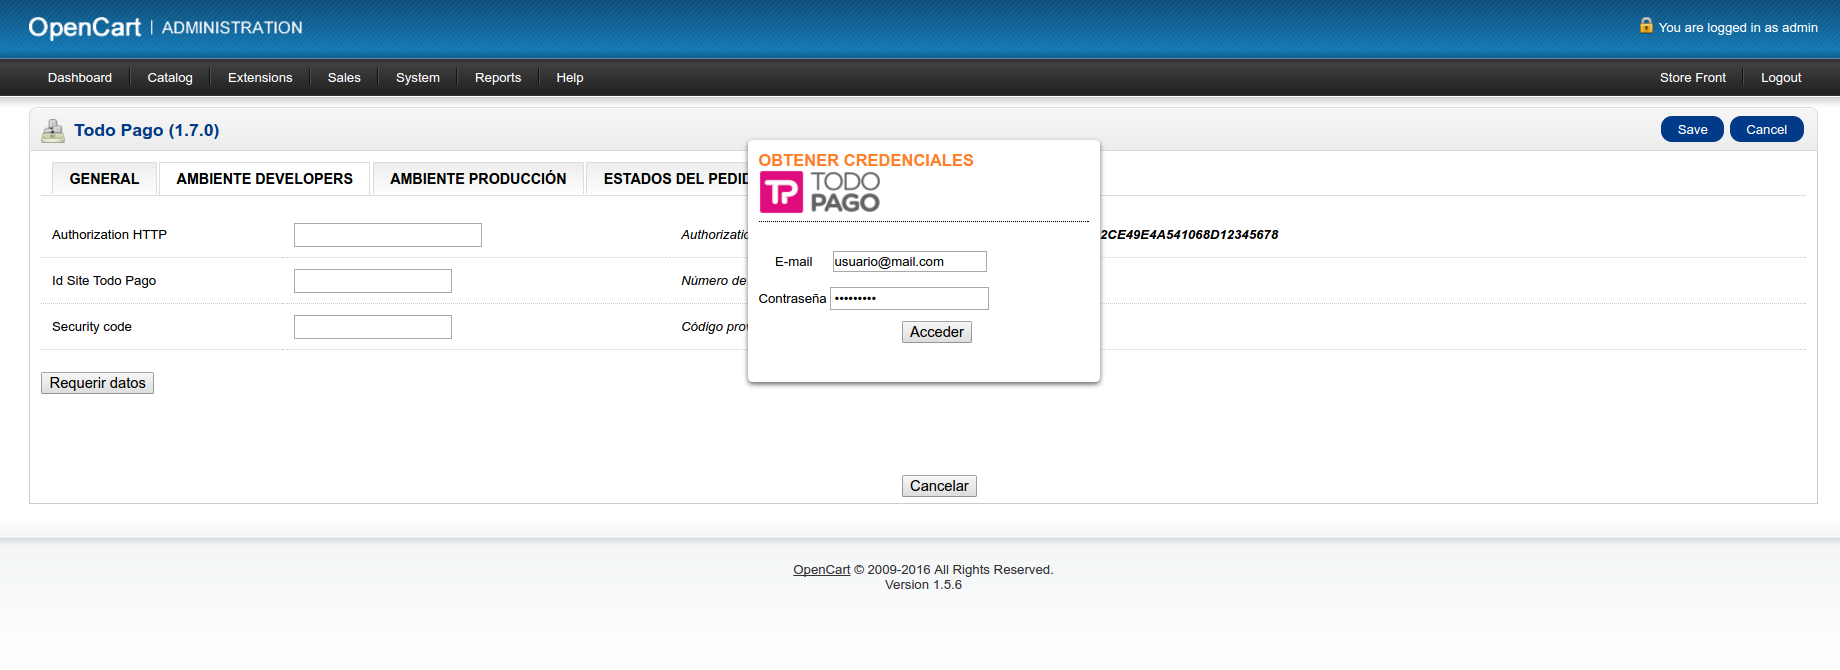 OpenCart | ADMINISTRATION
You are logged in as admin
Dashboard Catalog Extensions Sales System Reports Help Store Front Logout
Todo Pago (1.7.0) Save Cancel
GENERAL AMBIENTE DEVELOPERS AMBIENTE PRODUCCIÓN ESTADOS DEL
OBTENER CREDENCIALES
TP TODO PAGO
Authorization HTTP 2CE49E4A541068D12345678
E-mail usuario@mail.com
Id Site Todo Pago Número de
Contraseña •••••••••
Security code Código
Acceder
Requerir datos
Cancelar
OpenCart © 2009-2016 All Rights Reserved.
Version 1.5.6